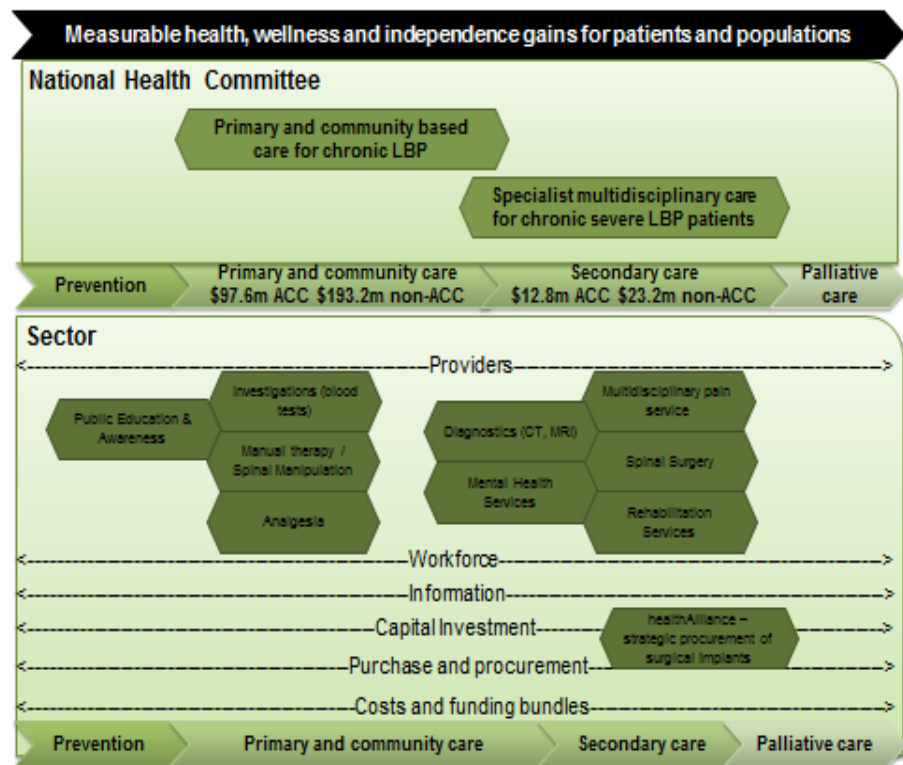 Measurable health, wellness and independence gains for patients and populations
National Health Committee
Primary and community based
care for chronic LBP
Specialist multidisciplinary care
for chronic severe LBP patients
Prevention
Primary and community care
$97.6m ACC $193.2m non-ACC
Secondary care
$12.8m ACC $23.2m non-ACC
Palliative
care
Sector
Providers
Public Education &
Awareness
Investigations (blood
tests)
Manual therapy /
Spinal Manipulation
Analgesia
Diagnostics (CT, MRI)
Mental Health
Services
Multidisciplinary pain
service
Spinal Surgery
Rehabilitation
Services
Workforce
Information
Capital Investment
healthAlliance –
strategic procurement of
surgical implants
Purchase and procurement
Costs and funding bundles
Prevention
Primary and community care
Secondary care
Palliative care